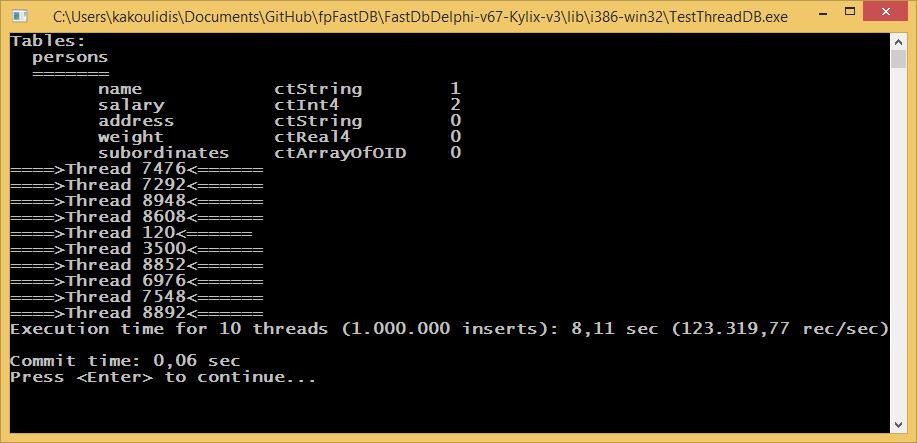 C:\Users\kakoulidis\Documents\GitHub\fpFastDB\FastDbDelphi-v67-Kylix-v3\lib\i386-win32\TestThreadDB.exe
Tables:
  persons
  =======
        name            ctString        1
        salary          ctInt4          2
        address         ctString        0
        weight          ctReal4         0
        subordinates    ctArrayOfOID    0
====>Thread 7476<======
====>Thread 7292<======
====>Thread 8948<======
====>Thread 8608<======
====>Thread 120<======
====>Thread 3500<======
====>Thread 8852<======
====>Thread 6976<======
====>Thread 7548<======
====>Thread 8892<======
Execution time for 10 threads (1.000.000 inserts): 8,11 sec (123.319,77 rec/sec)
Commit time: 0,06 sec
Press <Enter> to continue...